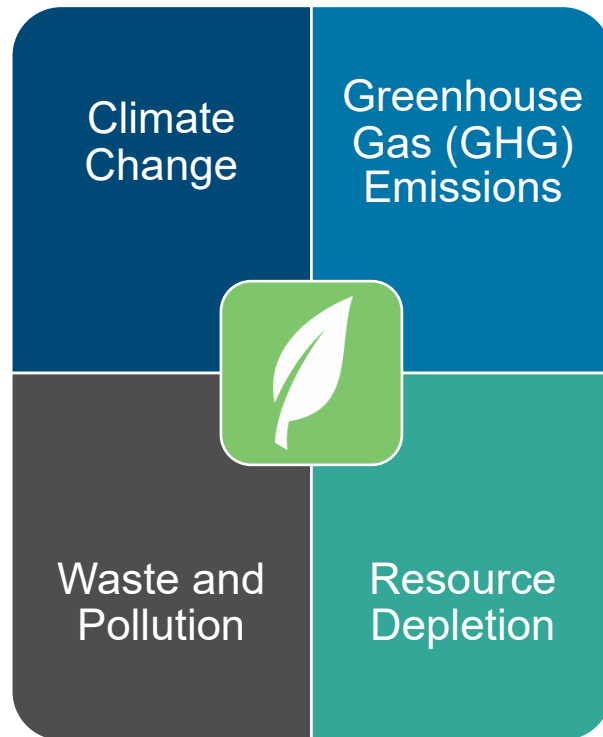 Climate
Change
Greenhouse
Gas (GHG)
Emissions
Waste and
Pollution
Resource
Depletion